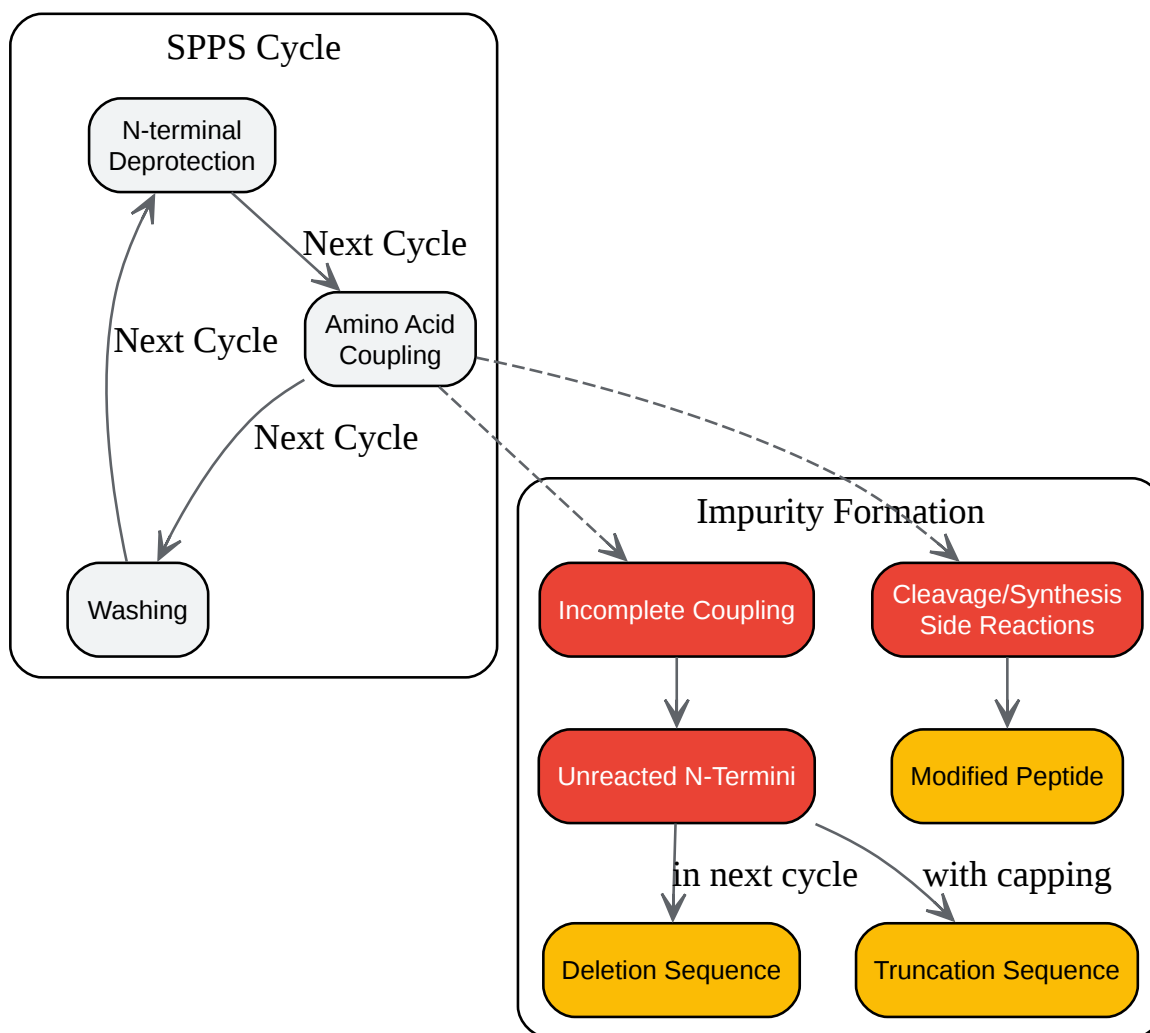 SPPS Cycle
N-terminal
Deprotection
Next Cycle
Amino Acid
Coupling
Next Cycle
Next Cycle
Washing
Impurity Formation
Incomplete Coupling
Cleavage/Synthesis
Side Reactions
Unreacted N-Termini
Modified Peptide
in next cycle
with capping
Deletion Sequence
Truncation Sequence